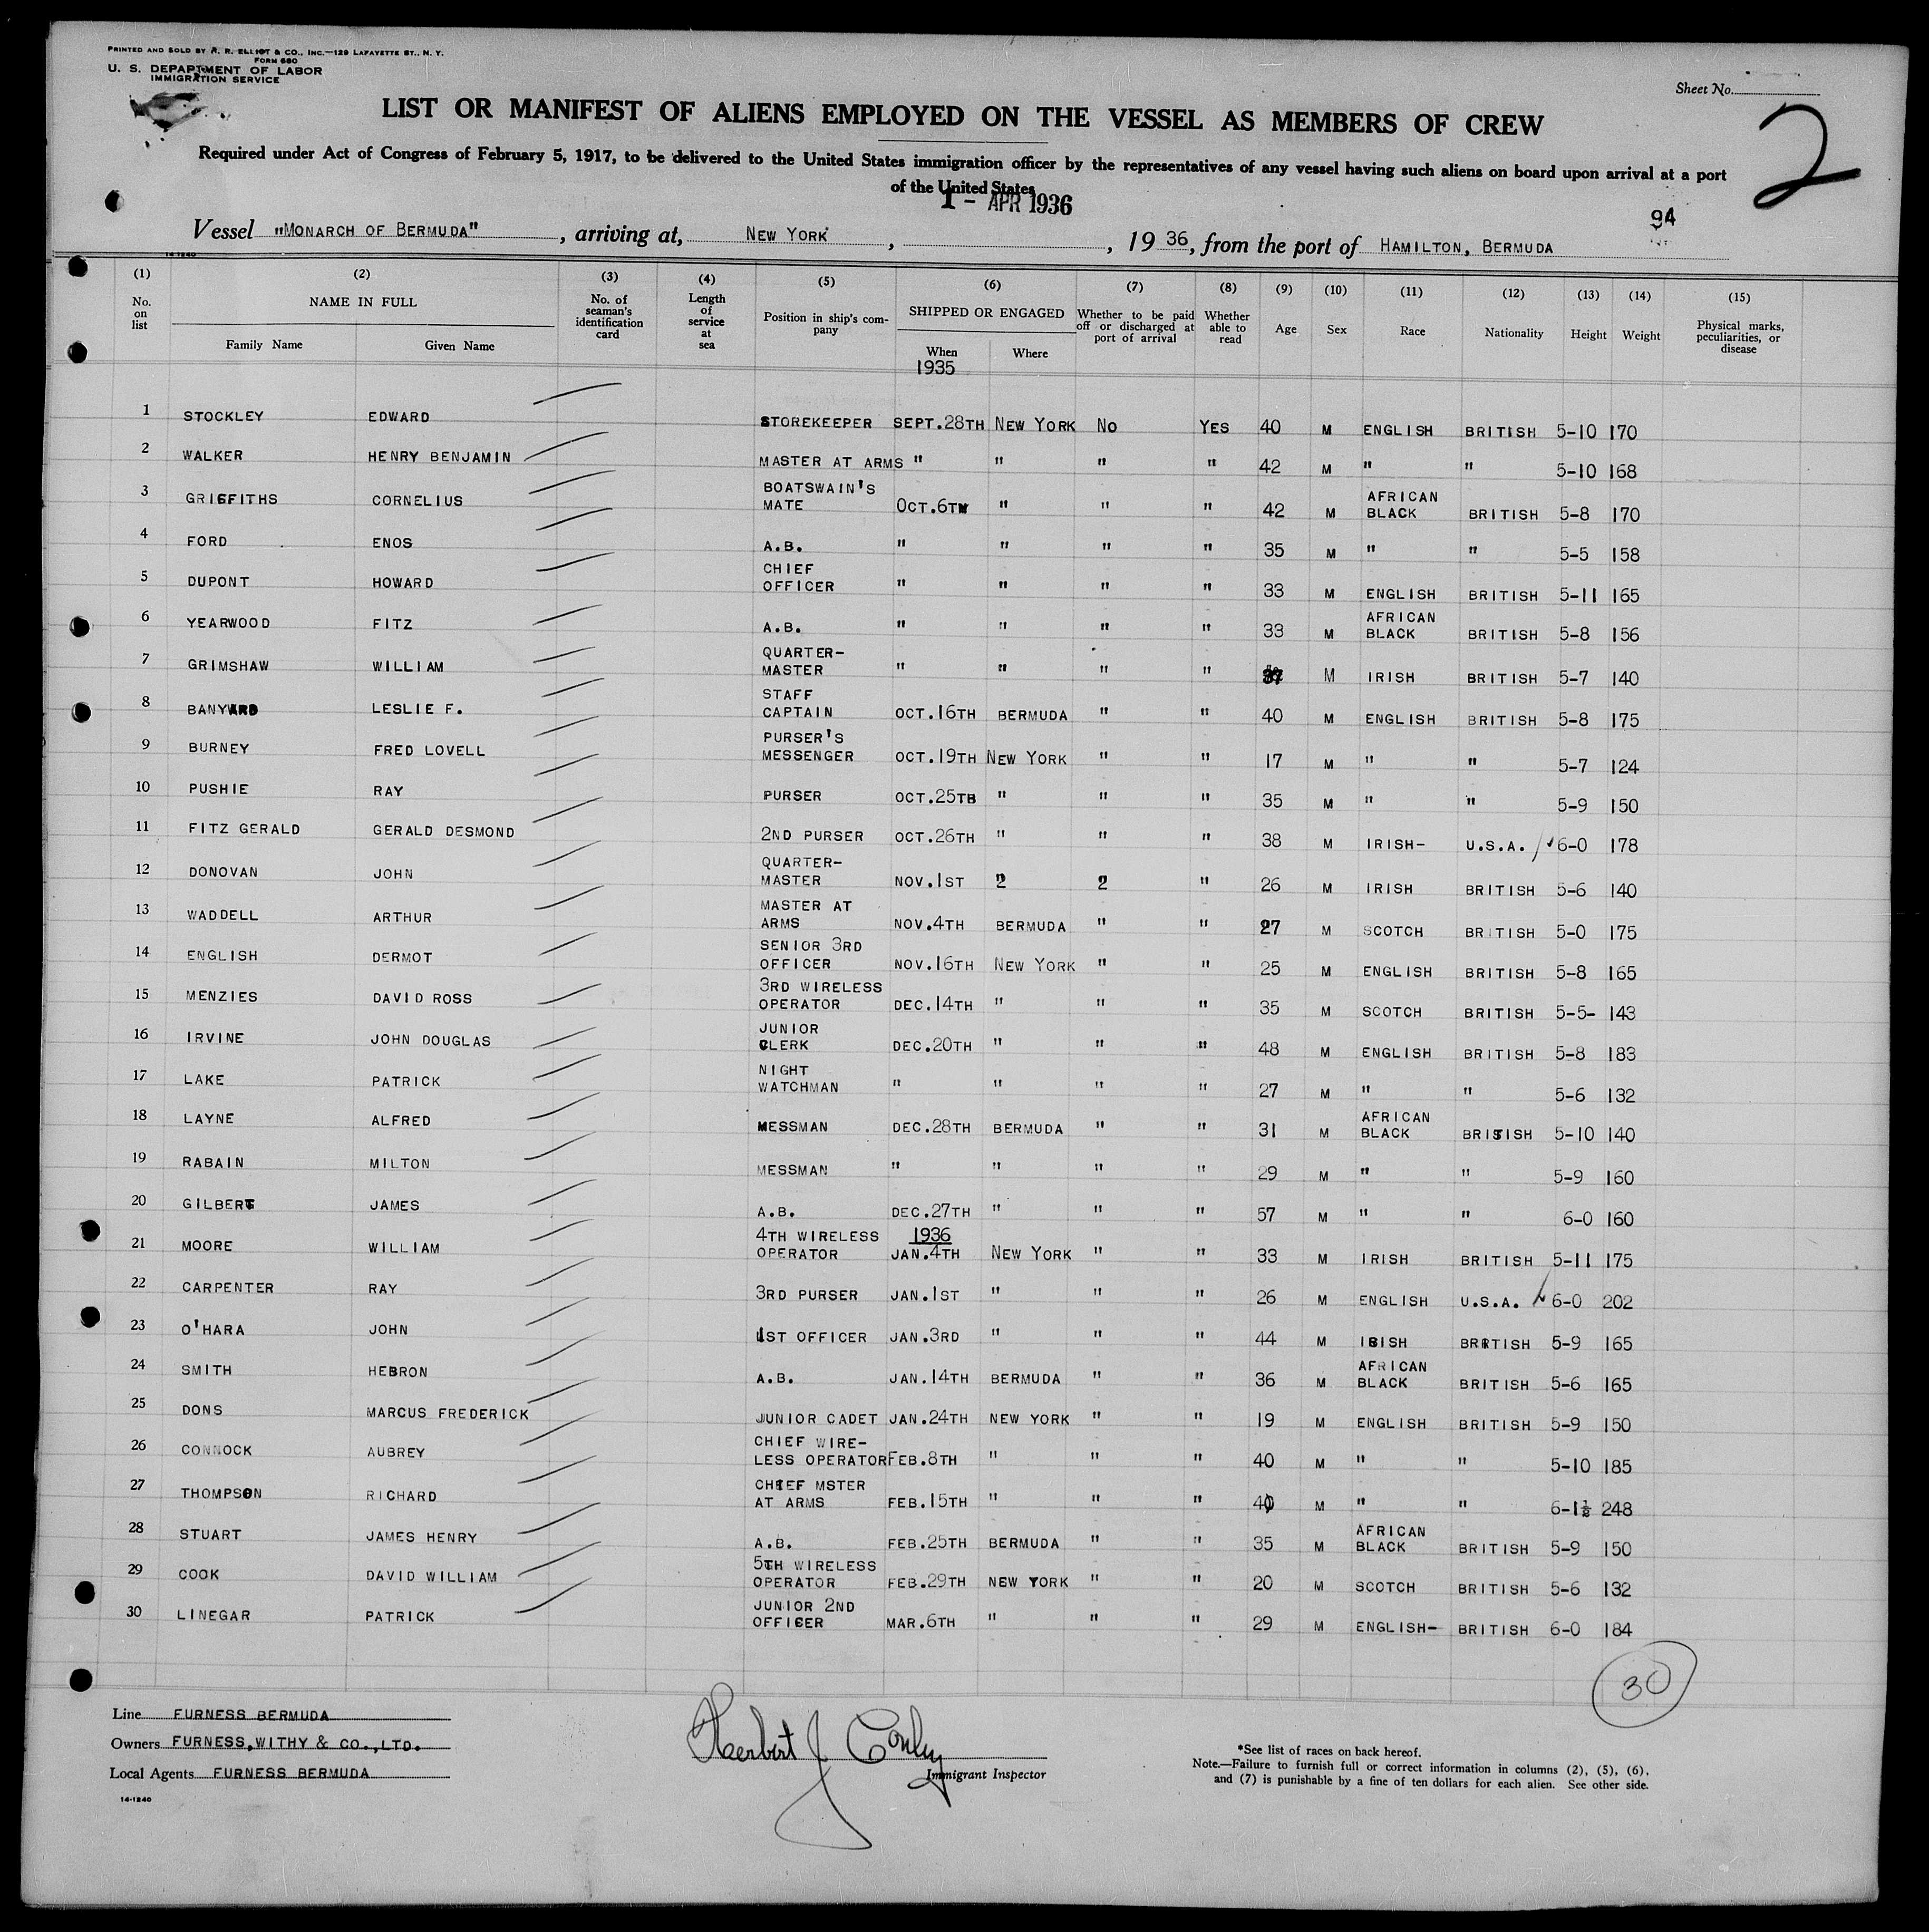 PRINTED AND SOLD BY R. R. ELLIOT & CO., INC.—129 LAFAYETTE ST., N. Y.
FORM 680
U. S. DEPARTMENT OF LABOR
IMMIGRATION SERVICE
Sheet No.
LIST OR MANIFEST OF ALIENS EMPLOYED ON THE VESSEL AS MEMBERS OF CREW
2
Required under Act of Congress of February 5, 1917, to be delivered to the United States immigration officer by the representatives of any vessel having such aliens on board upon arrival at a port
of the United States
1 - APR 1936
94
Vessel "MONARCH OF BERMUDA", arriving at, NEW YORK, , 19 36, from the port of HAMILTON, BERMUDA
14-1240
(1) (2) (3) (4) (5) (6) (7) (8) (9) (10) (11) (12) (13) (14) (15)
No. on list NAME IN FULL Family Name Given Name No. of seaman's identification card Length of service at sea Position in ship's company SHIPPED OR ENGAGED When Where Whether to be paid off or discharged at port of arrival Whether able to read Age Sex Race Nationality Height Weight Physical marks, peculiarities, or disease
1935
1 STOCKLEY EDWARD STOREKEEPER SEPT.28TH NEW YORK NO YES 40 M ENGLISH BRITISH 5-10 170
2 WALKER HENRY BENJAMIN MASTER AT ARMS " " " " 42 M " " 5-10 168
3 GRIFFITHS CORNELIUS BOATSWAIN'S MATE OCT.6TH " " " 42 M AFRICAN BLACK BRITISH 5-8 170
4 FORD ENOS A.B. " " " " 35 M " " 5-5 158
5 DUPONT HOWARD CHIEF OFFICER " " " " 33 M ENGLISH BRITISH 5-11 165
6 YEARWOOD FITZ A.B. " " " " 33 M AFRICAN BLACK BRITISH 5-8 156
7 GRIMSHAW WILLIAM QUARTER-MASTER " " " " M IRISH BRITISH 5-7 140
8 BANYARD LESLIE F. STAFF CAPTAIN OCT.16TH BERMUDA " " 40 M ENGLISH BRITISH 5-8 175
9 BURNEY FRED LOVELL PURSER'S MESSENGER OCT.19TH NEW YORK " " 17 M " " 5-7 124
10 PUSHIE RAY PURSER OCT.25TH " " " 35 M " " 5-9 150
11 FITZ GERALD GERALD DESMOND 2ND PURSER OCT.26TH " " " 38 M IRISH- U.S.A. 6-0 178
12 DONOVAN JOHN QUARTER-MASTER NOV.1ST 2 2 " 26 M IRISH BRITISH 5-6 140
13 WADDELL ARTHUR MASTER AT ARMS NOV.4TH BERMUDA " " 27 M SCOTCH BRITISH 5-0 175
14 ENGLISH DERMOT SENIOR 3RD OFFICER NOV.16TH NEW YORK " " 25 M ENGLISH BRITISH 5-8 165
15 MENZIES DAVID ROSS 3RD WIRELESS OPERATOR DEC.14TH " " " 35 M SCOTCH BRITISH 5-5- 143
16 IRVINE JOHN DOUGLAS JUNIOR CLERK DEC.20TH " " " 48 M ENGLISH BRITISH 5-8 183
17 LAKE PATRICK NIGHT WATCHMAN " " " " 27 M " " 5-6 132
18 LAYNE ALFRED MESSMAN DEC.28TH BERMUDA " " 31 M AFRICAN BLACK BRITISH 5-10 140
19 RABAIN MILTON MESSMAN " " " " 29 M " " 5-9 160
20 GILBERT JAMES A.B. DEC.27TH " " " 57 M " " 6-0 160
1936
21 MOORE WILLIAM 4TH WIRELESS OPERATOR JAN.4TH NEW YORK " " 33 M IRISH BRITISH 5-11 175
22 CARPENTER RAY 3RD PURSER JAN.1ST " " " 26 M ENGLISH U.S.A. 6-0 202
23 O'HARA JOHN 1ST OFFICER JAN.3RD " " " 44 M IRISH BRITISH 5-9 165
24 SMITH HEBRON A.B. JAN.14TH BERMUDA " " 36 M AFRICAN BLACK BRITISH 5-6 165
25 DONS MARCUS FREDERICK JUNIOR CADET JAN.24TH NEW YORK " " 19 M ENGLISH BRITISH 5-9 150
26 CONNOCK AUBREY CHIEF WIRE-LESS OPERATOR FEB.8TH " " " 40 M " " 5-10 185
27 THOMPSON RICHARD CHIEF MSTER AT ARMS FEB.15TH " " " 40 M " " 6-1½ 248
28 STUART JAMES HENRY A.B. FEB.25TH BERMUDA " " 35 M AFRICAN BLACK BRITISH 5-9 150
29 COOK DAVID WILLIAM 5TH WIRELESS OPERATOR FEB.29TH NEW YORK " " 20 M SCOTCH BRITISH 5-6 132
30 LINEGAR PATRICK JUNIOR 2ND OFFICER MAR.6TH " " " 29 M ENGLISH- BRITISH 6-0 184
30
Line FURNESS BERMUDA
Owners FURNESS,WITHY & CO.,LTD.
Local Agents FURNESS BERMUDA
14-1240
Herbert J Conley
Immigrant Inspector
*See list of races on back hereof.
Note.—Failure to furnish full or correct information in columns (2), (5), (6),
and (7) is punishable by a fine of ten dollars for each alien. See other side.